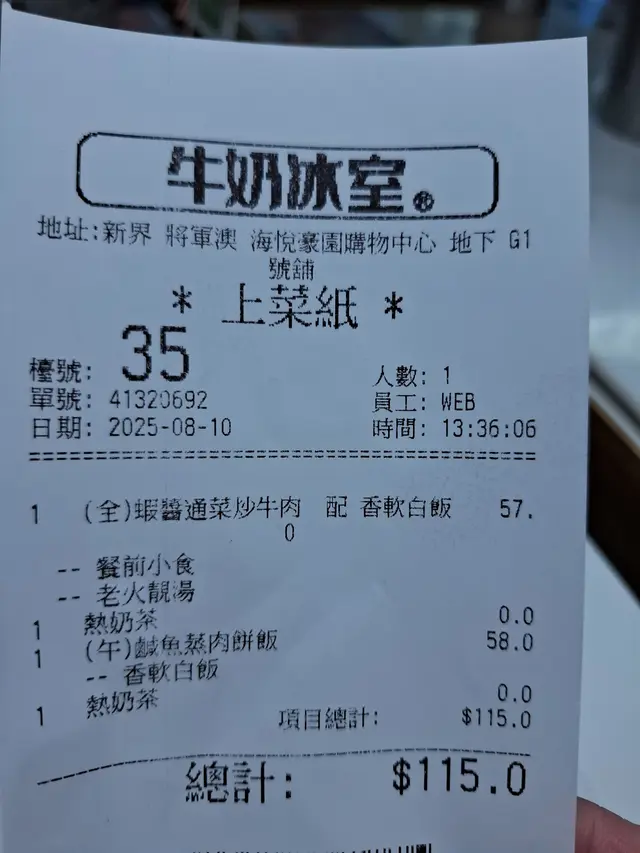 牛奶冰室®
地址:新界 將軍澳 海悅豪園購物中心 地下 G1
號舖
* 上菜紙 *
檯號: 35
人數: 1
單號: 41320692
員工: WEB
日期: 2025-08-10
時間: 13:36:06
1 (全)蝦醬通菜炒牛肉 配 香軟白飯 57.
0
-- 餐前小食
-- 老火靚湯
1 熱奶茶 0.0
1 (午)鹹魚蒸肉餅飯 58.0
-- 香軟白飯
1 熱奶茶 0.0
項目總計: $115.0
總計: $115.0